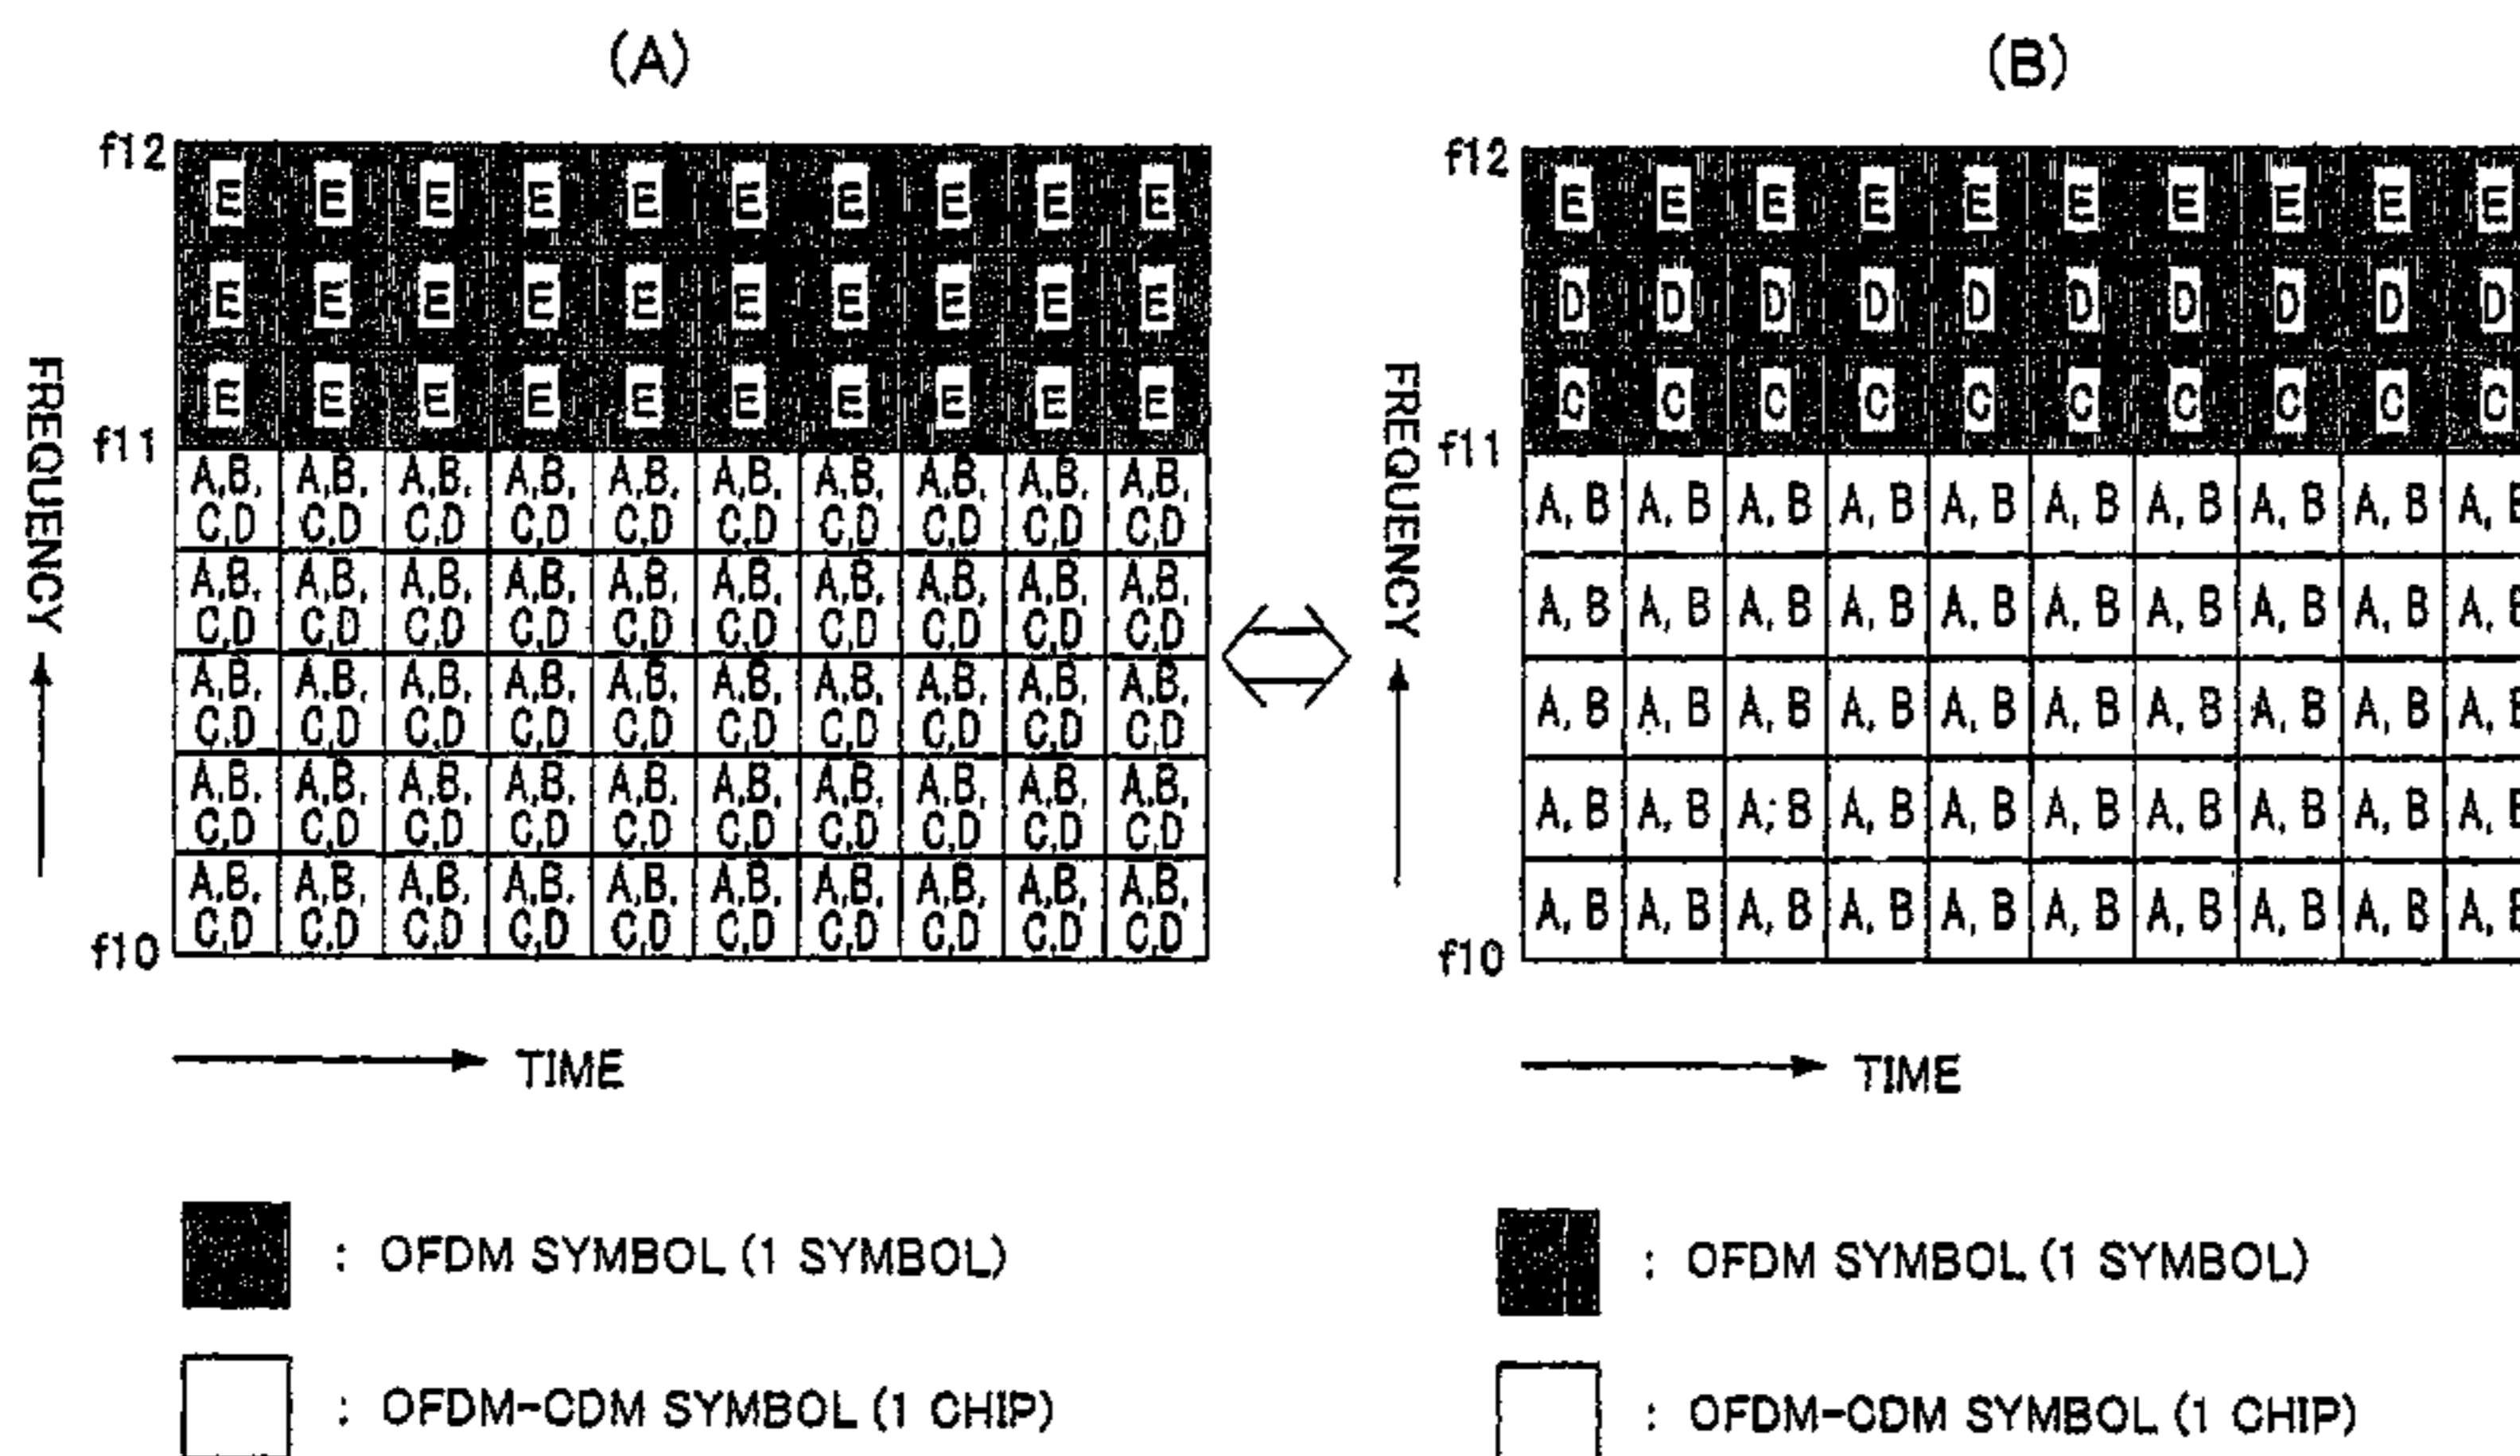 (A) (B)
f12 E E E E E E E E E E f12 E E E E E E E E E E
E E E E E E E E E E D D D D D D D D D D
E E E E E E E E E E C C C C C C C C C C
f11 f11
A,B, A,B, A,B, A,B, A,B, A,B, A,B, A,B, A,B, A,B,
C,D C,D C,D C,D C,D C,D C,D C,D C,D C,D
A, B A, B A, B A, B A, B A, B A, B A, B A, B A, B
A,B, A,B, A,B, A,B, A,B, A,B, A,B, A,B, A,B, A,B,
C,D C,D C,D C,D C,D C,D C,D C,D C,D C,D
A, B A, B A, B A, B A, B A, B A, B A, B A, B A, B
A,B, A,B, A,B, A,B, A,B, A,B, A,B, A,B, A,B, A,B,
C,D C,D C,D C,D C,D C,D C,D C,D C,D C,D
A, B A, B A, B A, B A, B A, B A, B A, B A, B A, B
A,B, A,B, A,B, A,B, A,B, A,B, A,B, A,B, A,B, A,B,
C,D C,D C,D C,D C,D C,D C,D C,D C,D C,D
A, B A, B A, B A, B A, B A, B A, B A, B A, B A, B
A,B, A,B, A,B, A,B, A,B, A,B, A,B, A,B, A,B, A,B,
C,D C,D C,D C,D C,D C,D C,D C,D C,D C,D
A, B A, B A, B A, B A, B A, B A, B A, B A, B A, B
f10 f10
FREQUENCY
FREQUENCY
TIME
TIME
: OFDM SYMBOL (1 SYMBOL)
: OFDM SYMBOL (1 SYMBOL)
: OFDM-CDM SYMBOL (1 CHIP)
: OFDM-CDM SYMBOL (1 CHIP)